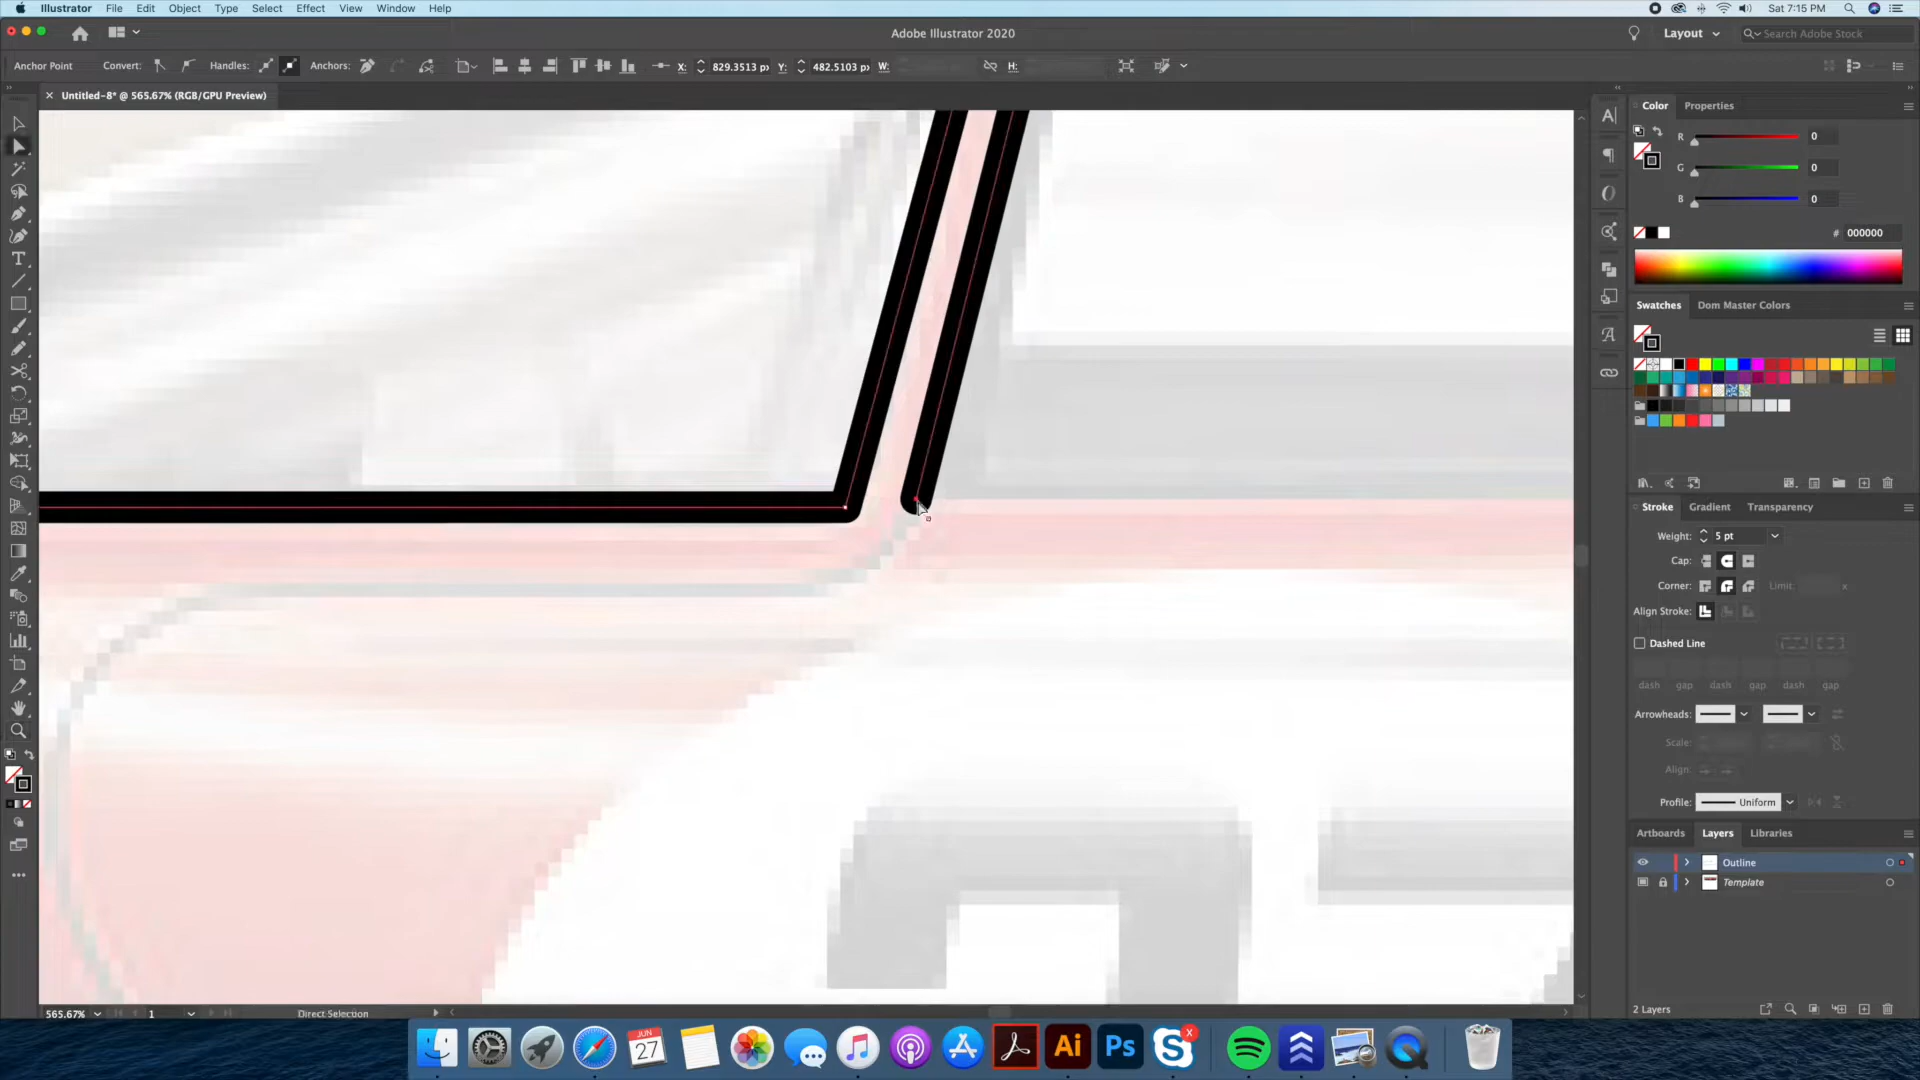 Illustrator File Edit Object Type Select Effect View Window Help
Sat 7:15 PM
Adobe Illustrator 2020
Layout
Search Adobe Stock
Anchor Point Convert: Handles: Anchors: X: 829.3513 px Y: 482.5103 px W: H:
× Untitled-8* @ 565.67% (RGB/GPU Preview)
Color Properties
R 0
G 0
B 0
# 000000
Swatches Dom Master Colors
Stroke Gradient Transparency
Weight: 5 pt
Cap:
Corner: Limit: x
Align Stroke:
Dashed Line
dash gap dash gap dash gap
Arrowheads:
Scale:
Align:
Profile: Uniform
Artboards Layers Libraries
Outline
Template
2 Layers
565.67% 1 Direct Selection
JUN
27
Ai
Ps
S
x